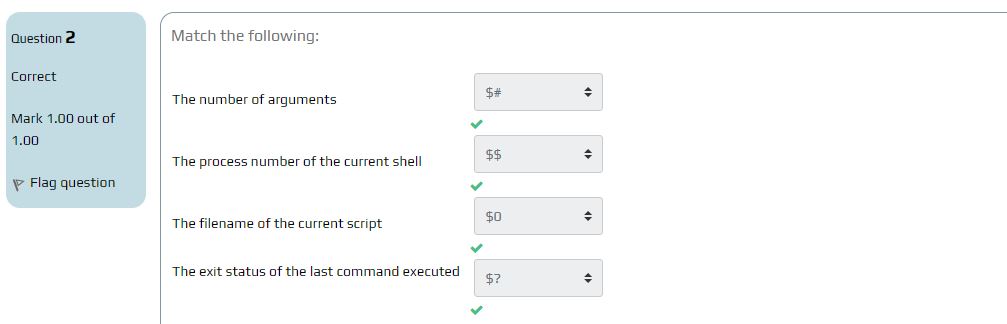 Question 2
Correct
Mark 1.00 out of
1.00
Flag question
Match the following:
The number of arguments
$#
The process number of the current shell
$$
The filename of the current script
$0
The exit status of the last command executed
$?